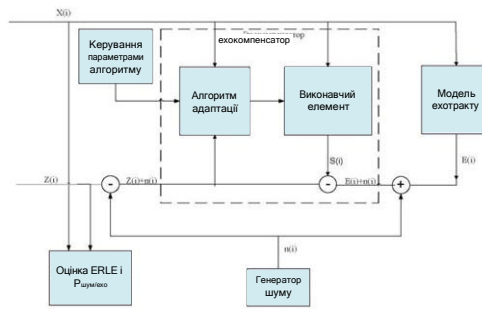 X(i)
ехокомпенсатор
Керування
параметрами
алгоритму
Алгоритм
адаптації
Виконавчий
елемент
Модель
ехотракту
S(i)
E(i)
Z(i)
Z(i)+n(i)
E(i)+n(i)
-
-
+
n(i)
Оцінка ERLE і
Pшум/ехо
Генератор
шуму